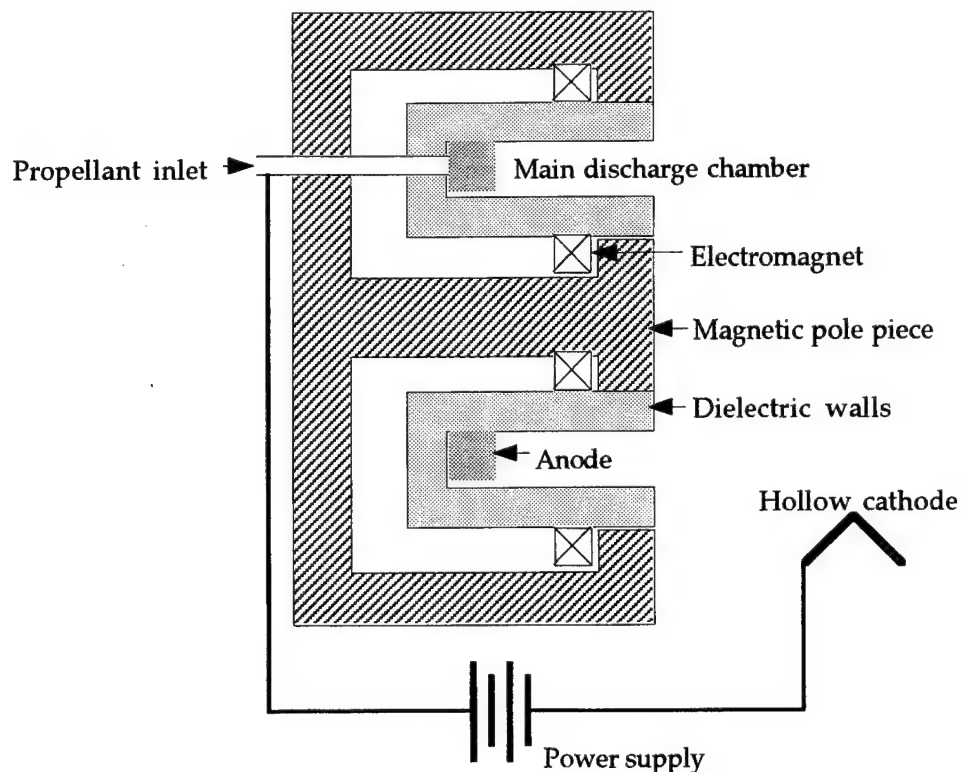 Propellant inlet
Main discharge chamber
Electromagnet
Magnetic pole piece
Dielectric walls
Anode
Hollow cathode
Power supply